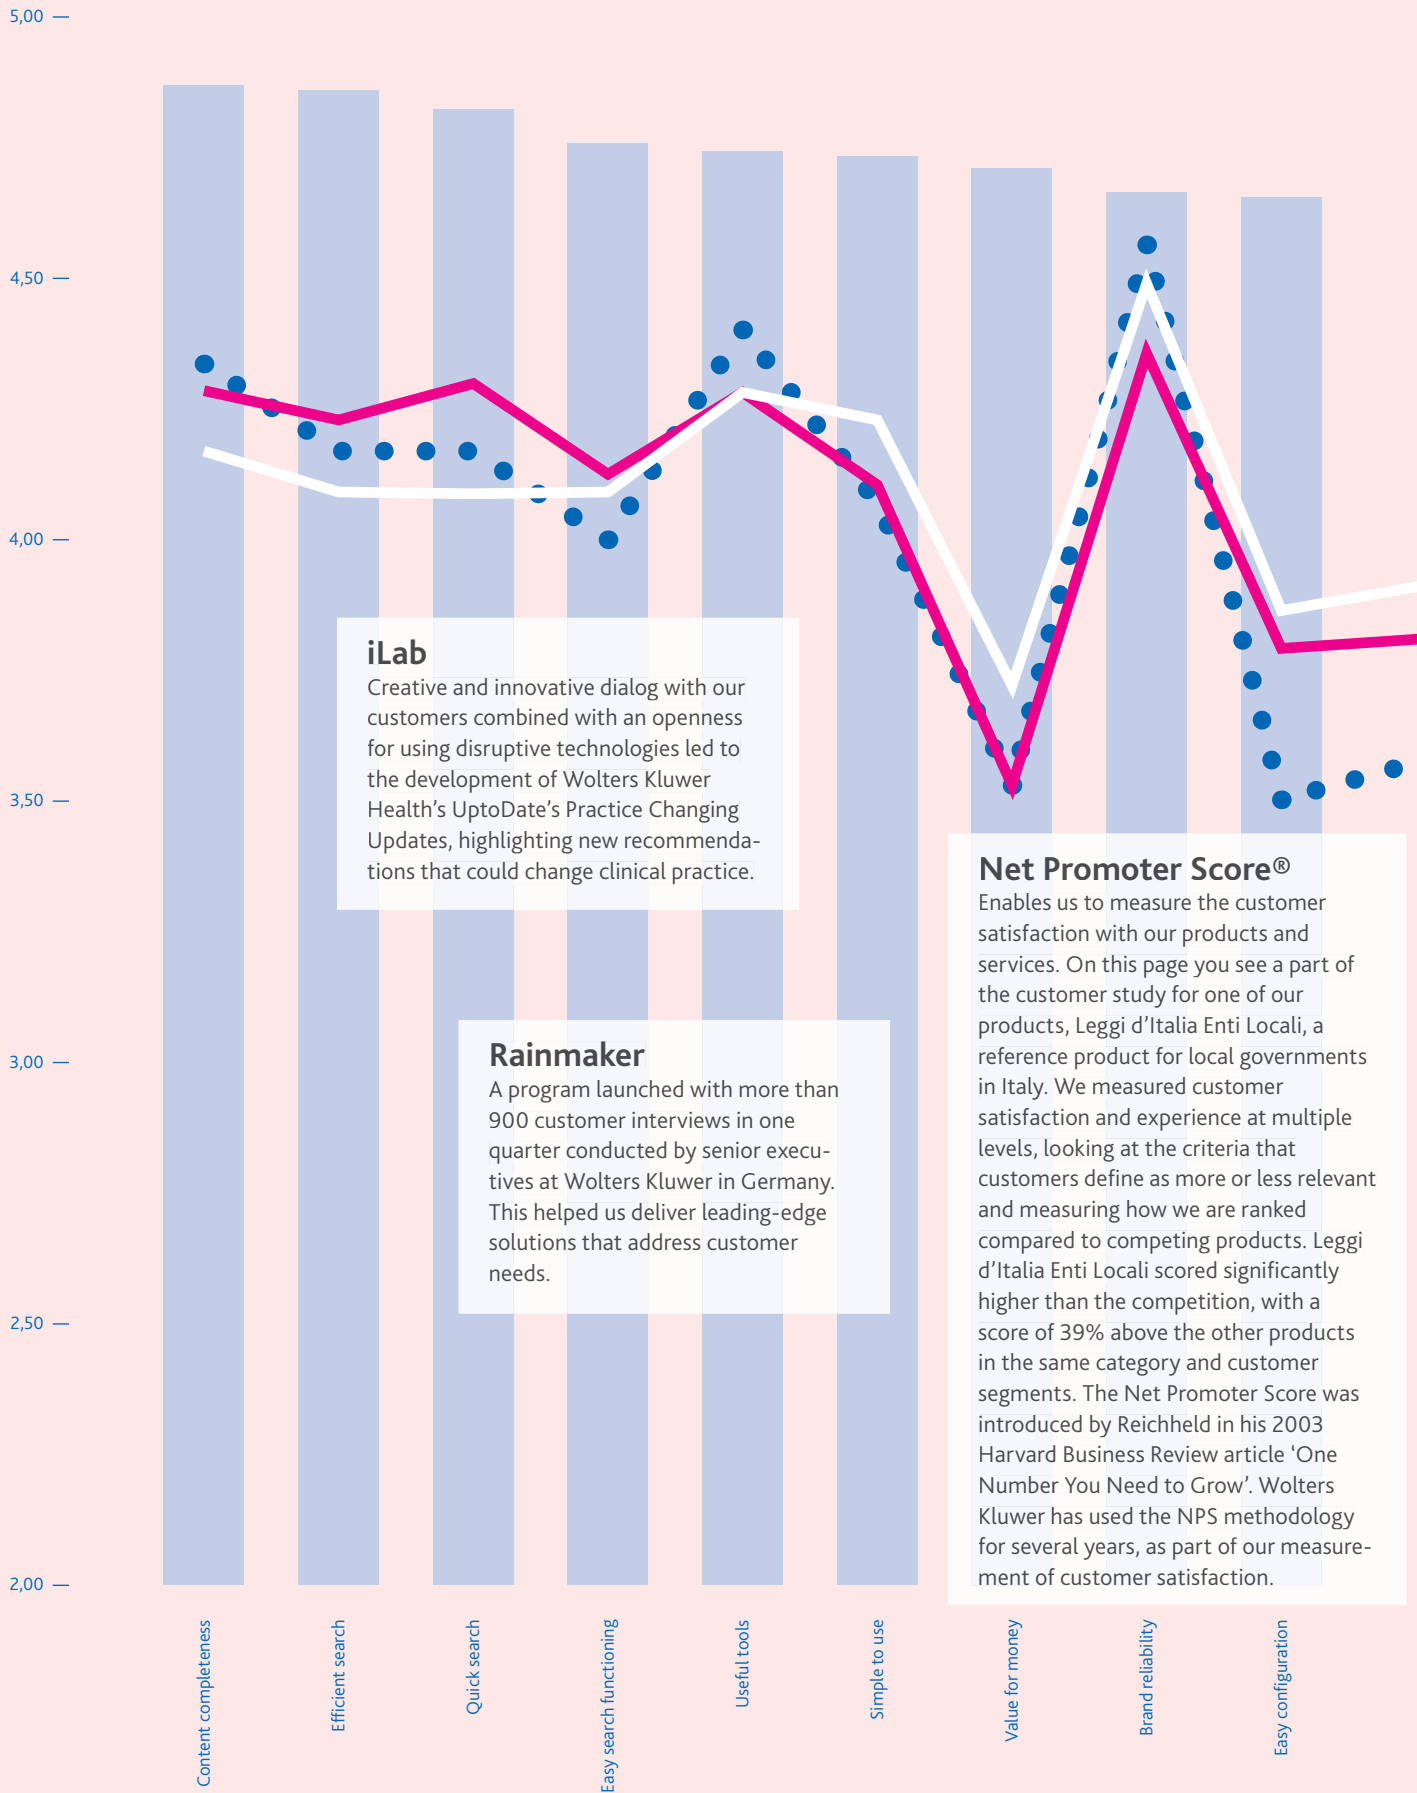 5,00
4,50
4,00
3,50
3,00
2,50
2,00
iLab
Creative and innovative dialog with our
customers combined with an openness
for using disruptive technologies led to
the development of Wolters Kluwer
Health’s UptoDate’s Practice Changing
Updates, highlighting new recommenda-
tions that could change clinical practice.
Rainmaker
A program launched with more than
900 customer interviews in one
quarter conducted by senior execu-
tives at Wolters Kluwer in Germany.
This helped us deliver leading-edge
solutions that address customer
needs.
Net Promoter Score®
Enables us to measure the customer
satisfaction with our products and
services. On this page you see a part of
the customer study for one of our
products, Leggi d’Italia Enti Locali, a
reference product for local governments
in Italy. We measured customer
satisfaction and experience at multiple
levels, looking at the criteria that
customers define as more or less relevant
and measuring how we are ranked
compared to competing products. Leggi
d’Italia Enti Locali scored significantly
higher than the competition, with a
score of 39% above the other products
in the same category and customer
segments. The Net Promoter Score was
introduced by Reichheld in his 2003
Harvard Business Review article ‘One
Number You Need to Grow’. Wolters
Kluwer has used the NPS methodology
for several years, as part of our measure-
ment of customer satisfaction.
Content completeness
Efficient search
Quick search
Easy search functioning
Useful tools
Simple to use
Value for money
Brand reliability
Easy configuration